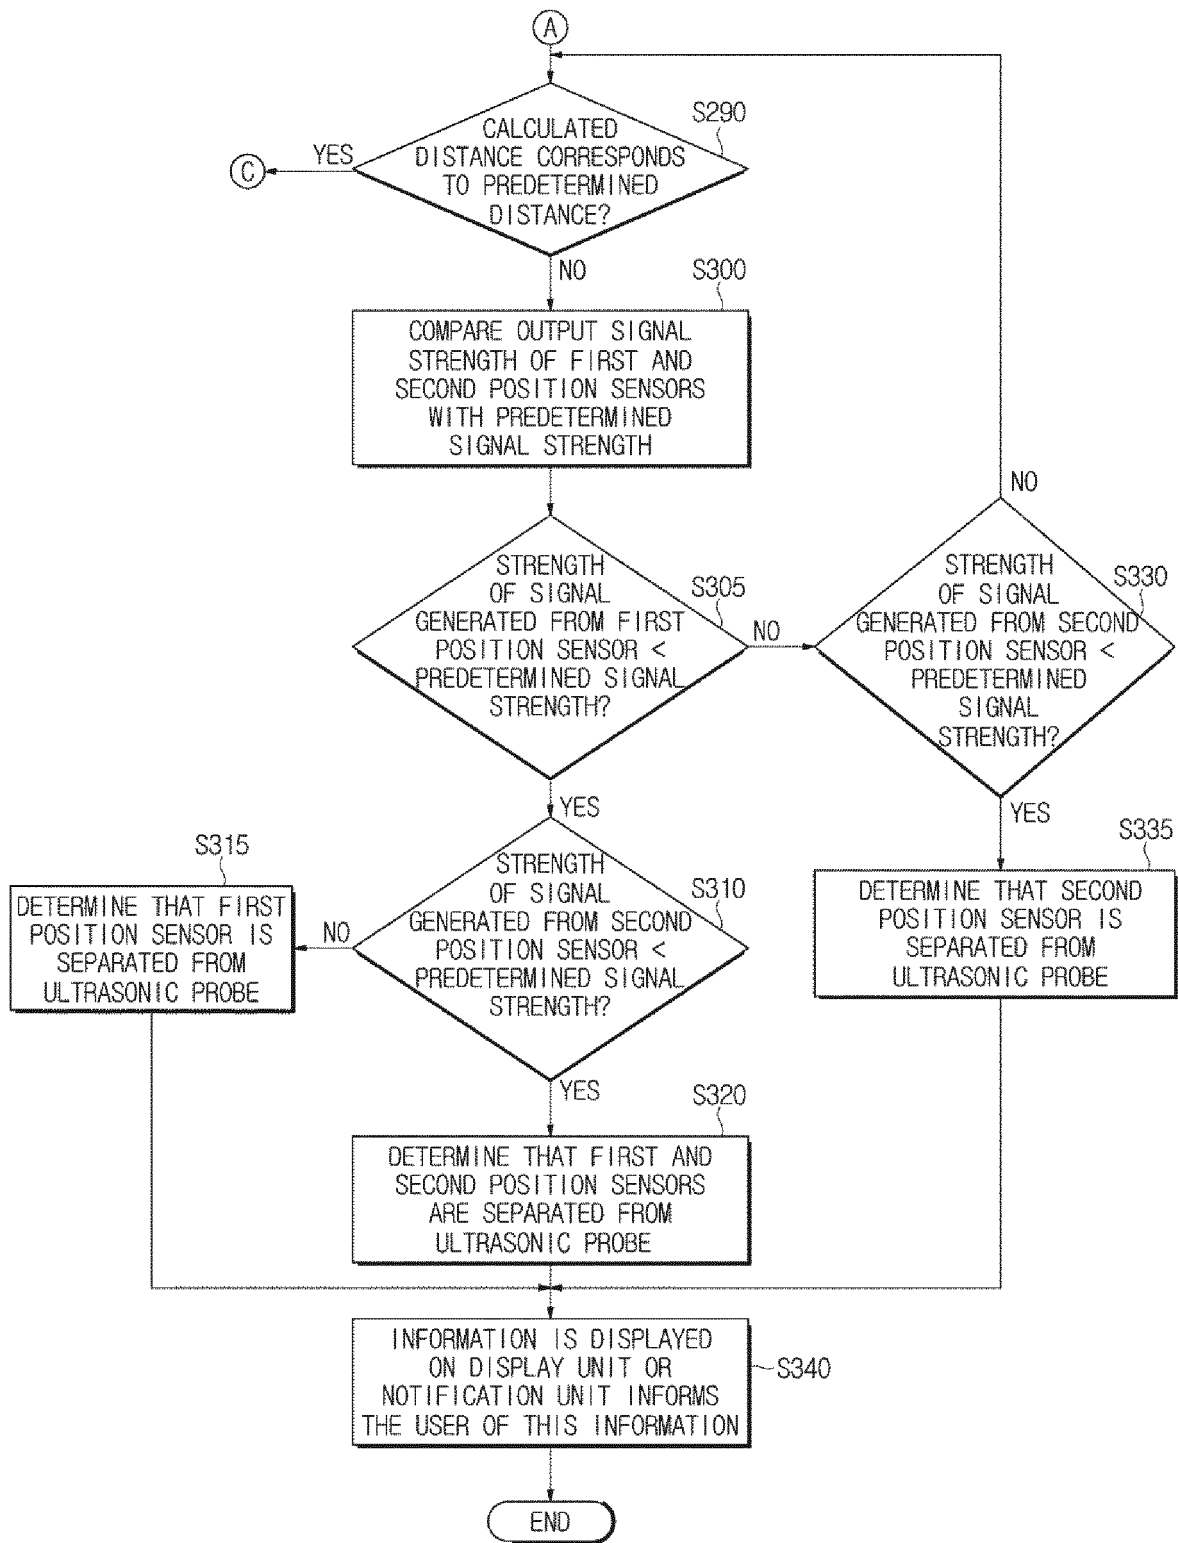 A
S290
CALCULATED
DISTANCE CORRESPONDS
TO PREDETERMINED
DISTANCE?
YES
C
NO
S300
COMPARE OUTPUT SIGNAL
STRENGTH OF FIRST AND
SECOND POSITION SENSORS
WITH PREDETERMINED
SIGNAL STRENGTH
S305
STRENGTH
OF SIGNAL
GENERATED FROM FIRST
POSITION SENSOR <
PREDETERMINED SIGNAL
STRENGTH?
NO
YES
NO
S330
STRENGTH
OF SIGNAL
GENERATED FROM SECOND
POSITION SENSOR <
PREDETERMINED
SIGNAL
STRENGTH?
YES
S335
DETERMINE THAT SECOND
POSITION SENSOR IS
SEPARATED FROM
ULTRASONIC PROBE
S310
STRENGTH
OF SIGNAL
GENERATED FROM SECOND
POSITION SENSOR <
PREDETERMINED SIGNAL
STRENGTH?
NO
S315
DETERMINE THAT FIRST
POSITION SENSOR IS
SEPARATED FROM
ULTRASONIC PROBE
YES
S320
DETERMINE THAT FIRST AND
SECOND POSITION SENSORS
ARE SEPARATED FROM
ULTRASONIC PROBE
INFORMATION IS DISPLAYED
ON DISPLAY UNIT OR
NOTIFICATION UNIT INFORMS
THE USER OF THIS INFORMATION
S340
END